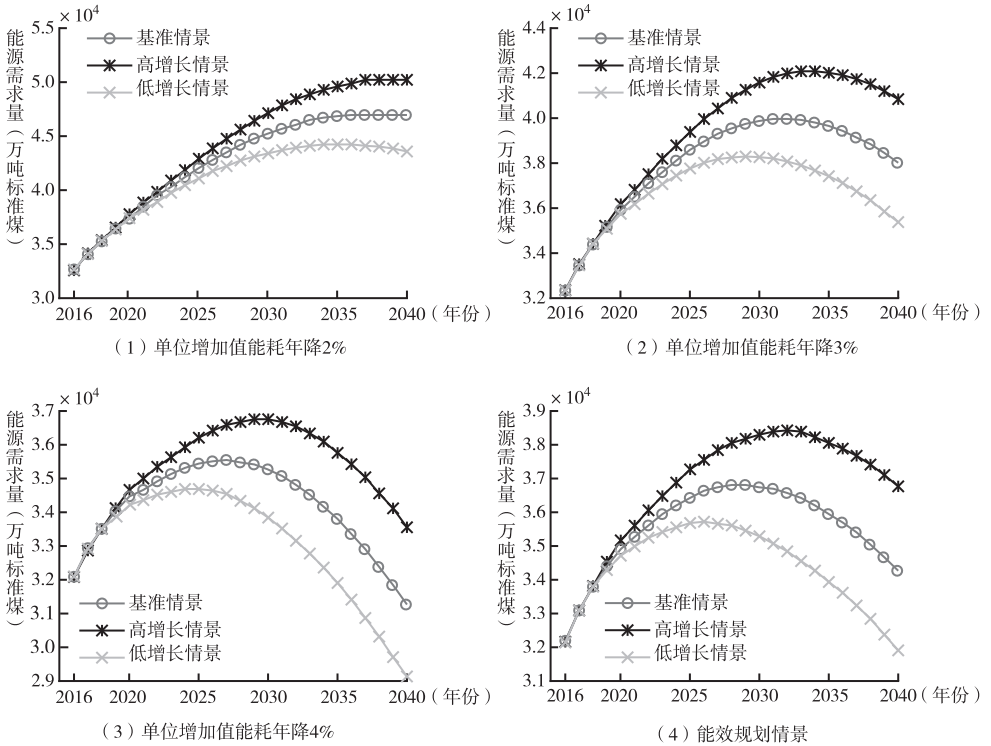 ×10⁴
5.5
5.0
4.5
4.0
3.5
3.0
能源需求量（万吨标准煤）
基准情景
高增长情景
低增长情景
2016 2020 2025 2030 2035 2040（年份）
（1）单位增加值能耗年降2%
×10⁴
4.4
4.2
4.0
3.8
3.6
3.4
3.2
能源需求量（万吨标准煤）
基准情景
高增长情景
低增长情景
2016 2020 2025 2030 2035 2040（年份）
（2）单位增加值能耗年降3%
×10⁴
3.7
3.6
3.5
3.4
3.3
3.2
3.1
3.0
2.9
能源需求量（万吨标准煤）
基准情景
高增长情景
低增长情景
2016 2020 2025 2030 2035 2040（年份）
（3）单位增加值能耗年降4%
×10⁴
3.9
3.8
3.7
3.6
3.5
3.4
3.3
3.2
3.1
能源需求量（万吨标准煤）
基准情景
高增长情景
低增长情景
2016 2020 2025 2030 2035 2040（年份）
（4）能效规划情景